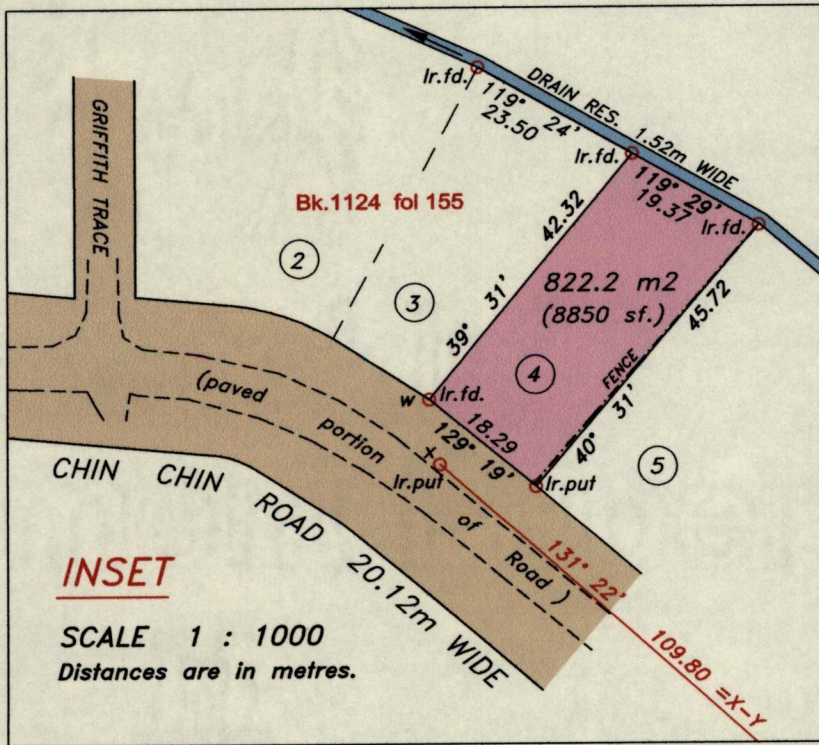 Ir.fd.
DRAIN RES. 1.52m WIDE
119° 24'
23.50
Ir.fd.
119° 29'
19.37
Ir.fd.
GRIFFITH TRACE
Bk.1124 fol 155
42.32
39° 31'
2
3
822.2 m2
(8850 sf.)
45.72
4
FENCE
40° 31'
5
w
Ir.fd.
18.29
129° 19'
Ir.put
Ir.put
(paved portion of Road)
CHIN CHIN ROAD 20.12m WIDE
131° 22'
109.80 =X-Y
INSET
SCALE 1 : 1000
Distances are in metres.